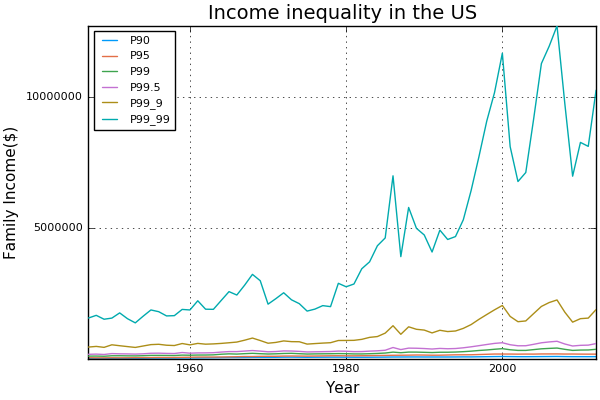 Income inequality in the US
P90
P95
P99
P99.5
P99_9
P99_99
10000000
5000000
Family Income($)
1960
1980
2000
Year